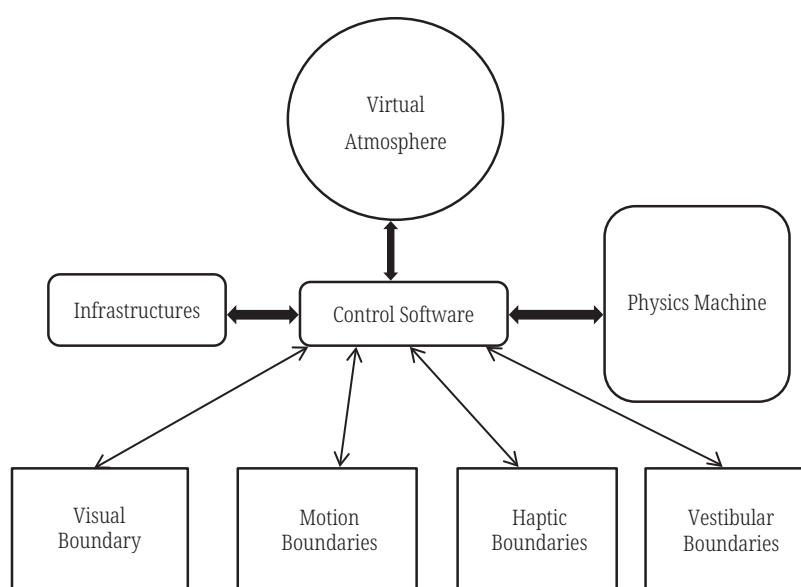 Virtual
Atmosphere
Infrastructures
Control Software
Physics Machine
Visual
Boundary
Motion
Boundaries
Haptic
Boundaries
Vestibular
Boundaries